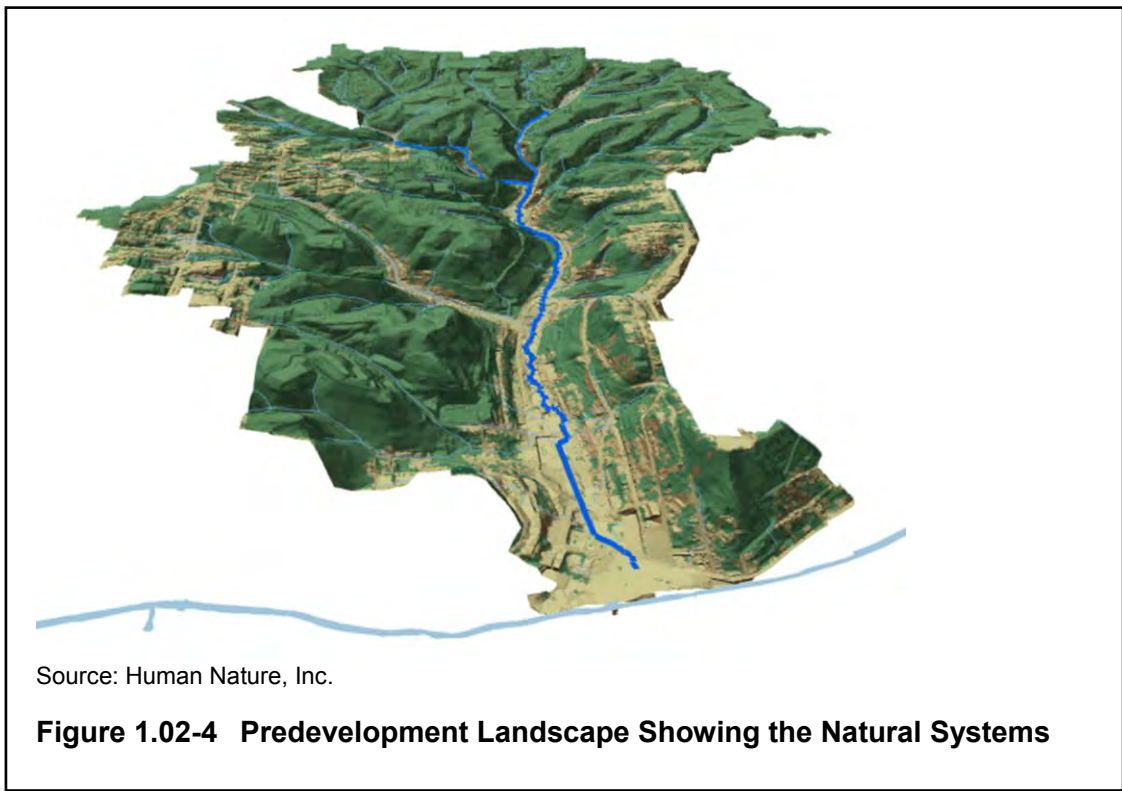 Source: Human Nature, Inc.
Figure 1.02-4 Predevelopment Landscape Showing the Natural Systems